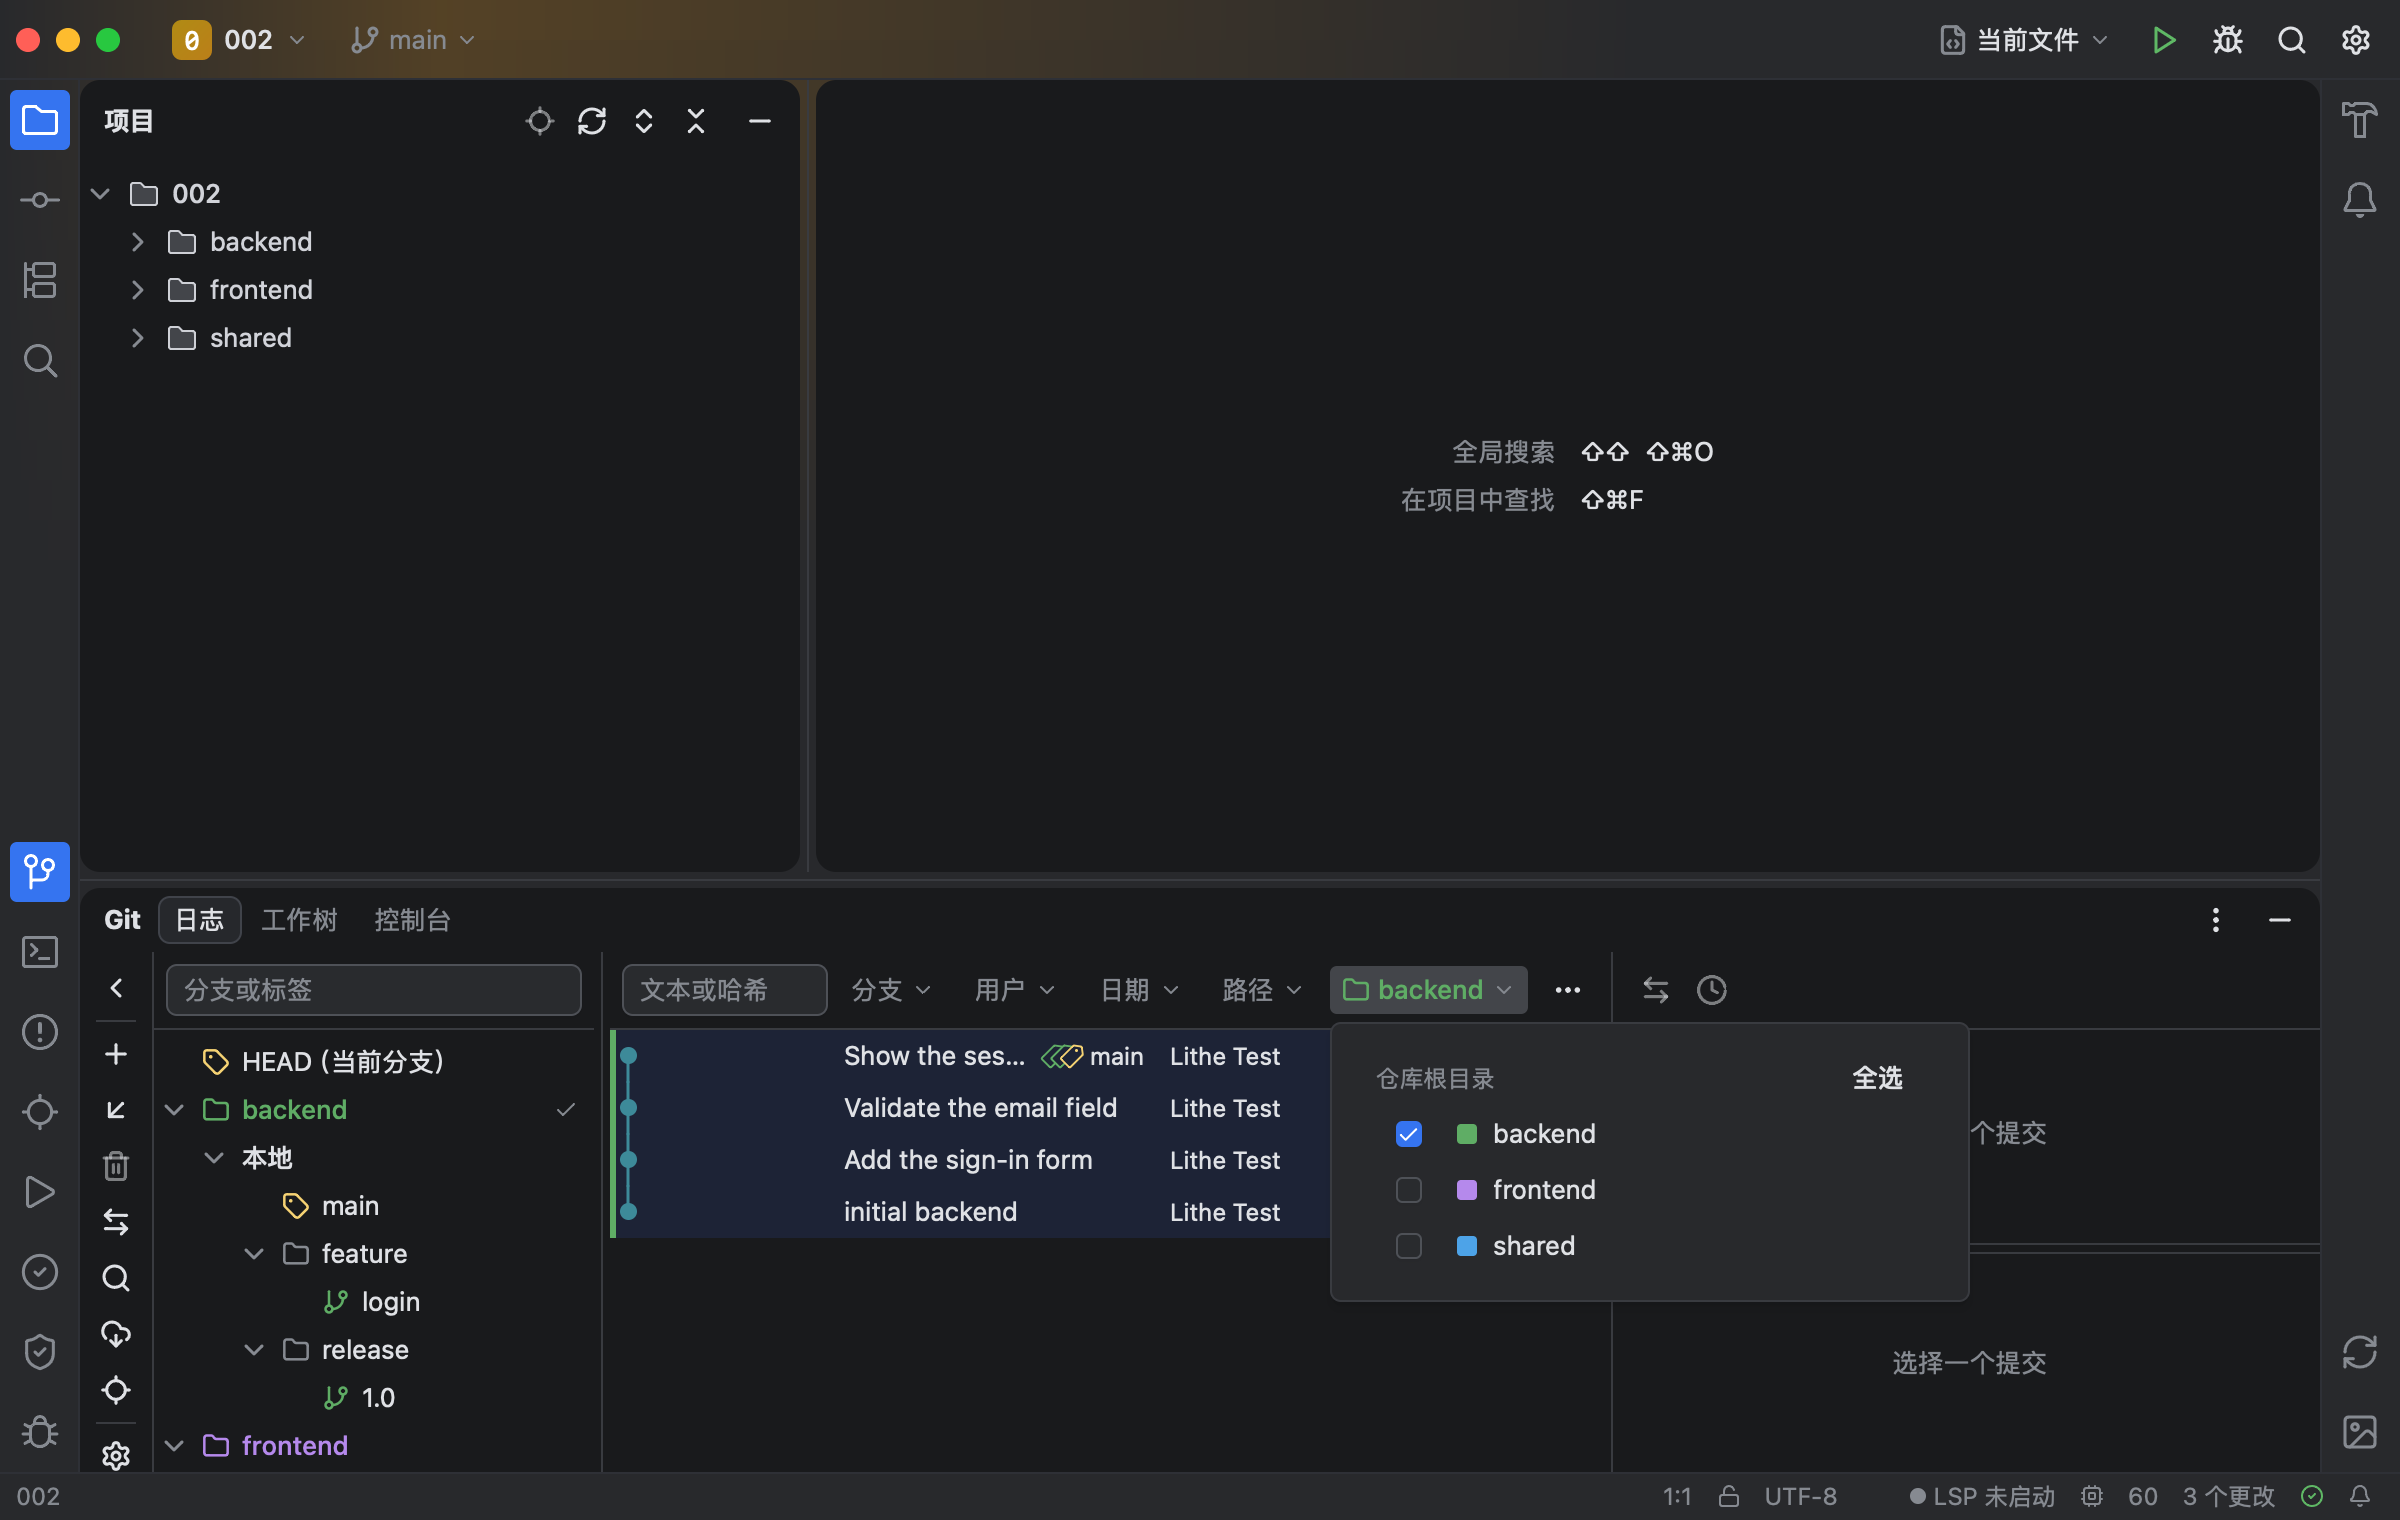 0 002 main 当前文件
项目
002
backend
frontend
shared
全局搜索 ⇧⇧ ⇧⌘O
在项目中查找 ⇧⌘F
Git 日志 工作树 控制台
分支或标签
HEAD (当前分支)
backend
本地
main
feature
login
release
1.0
frontend
文本或哈希 分支 用户 日期 路径 backend
Show the ses... main Lithe Test
Validate the email field Lithe Test
Add the sign-in form Lithe Test
initial backend Lithe Test
仓库根目录 全选
backend
frontend
shared
个提交
选择一个提交
002 1:1 UTF-8 LSP 未启动 60 3 个更改